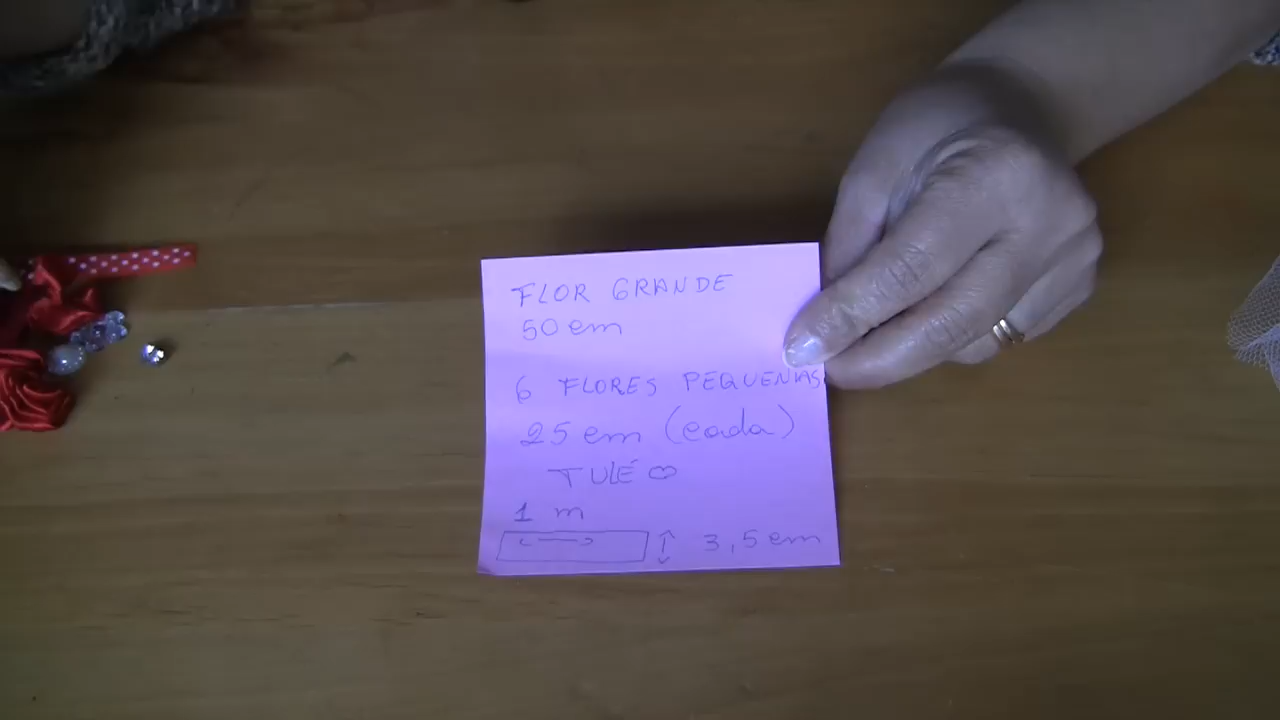 FLOR GRANDE
50 cm
6 FLORES PEQUENAS
25 cm (cada)
TULÉ
1 m
3,5 cm